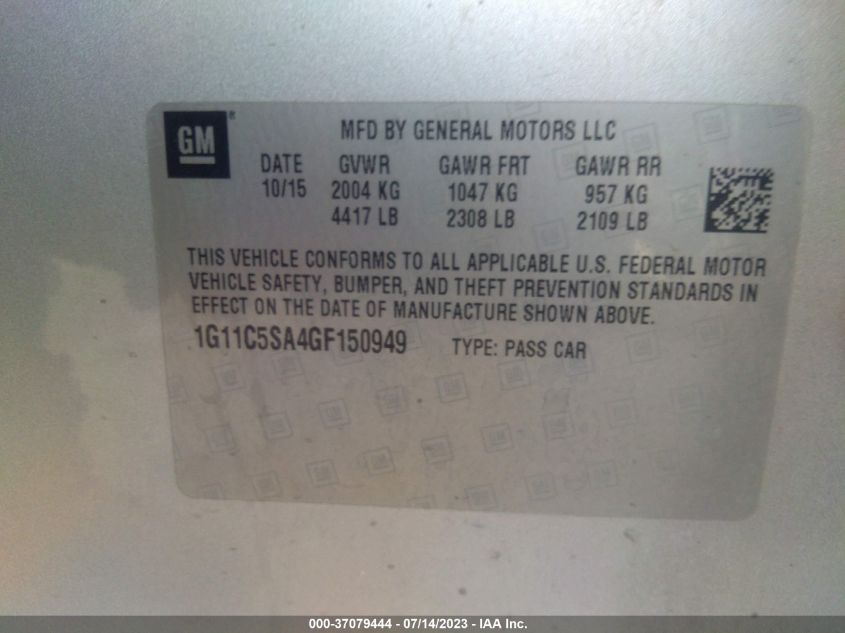 GM ®
MFD BY GENERAL MOTORS LLC
DATE GVWR GAWR FRT GAWR RR
10/15 2004 KG 1047 KG 957 KG
4417 LB 2308 LB 2109 LB
THIS VEHICLE CONFORMS TO ALL APPLICABLE U.S. FEDERAL MOTOR
VEHICLE SAFETY, BUMPER, AND THEFT PREVENTION STANDARDS IN
EFFECT ON THE DATE OF MANUFACTURE SHOWN ABOVE.
1G11C5SA4GF150949 TYPE: PASS CAR
000-37079444 - 07/14/2023 - IAA Inc.